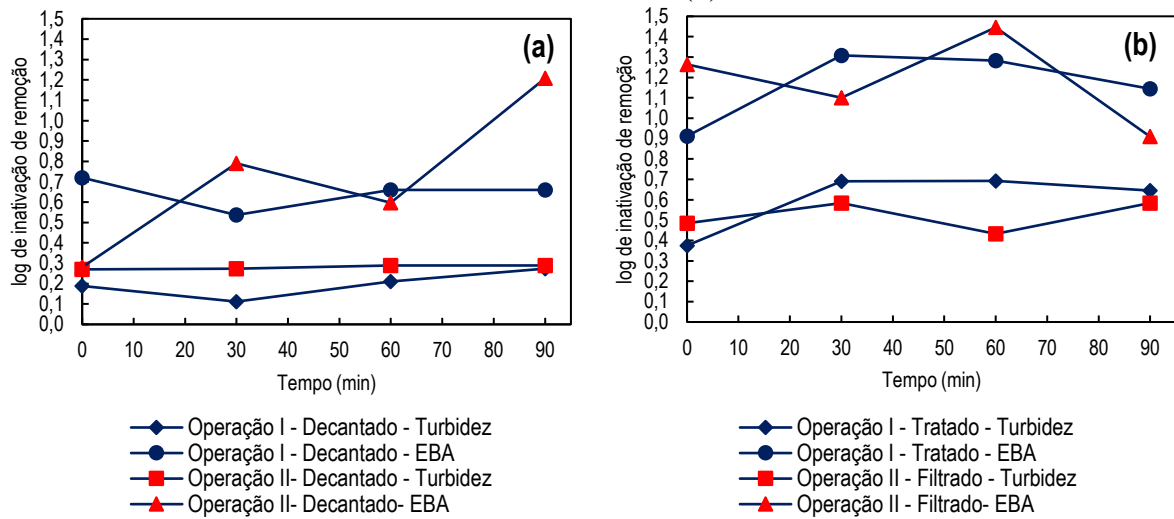 (a)
log de inativação de remoção
1,5
1,4
1,3
1,2
1,1
1,0
0,9
0,8
0,7
0,6
0,5
0,4
0,3
0,2
0,1
0,0
0 10 20 30 40 50 60 70 80 90
Tempo (min)
Operação I - Decantado - Turbidez
Operação I - Decantado - EBA
Operação II- Decantado - Turbidez
Operação II- Decantado- EBA
(b)
log de inativação de remoção
1,5
1,4
1,3
1,2
1,1
1,0
0,9
0,8
0,7
0,6
0,5
0,4
0,3
0,2
0,1
0,0
0 10 20 30 40 50 60 70 80 90
Tempo (min)
Operação I - Tratado - Turbidez
Operação I - Tratado - EBA
Operação II - Filtrado - Turbidez
Operação II - Filtrado- EBA